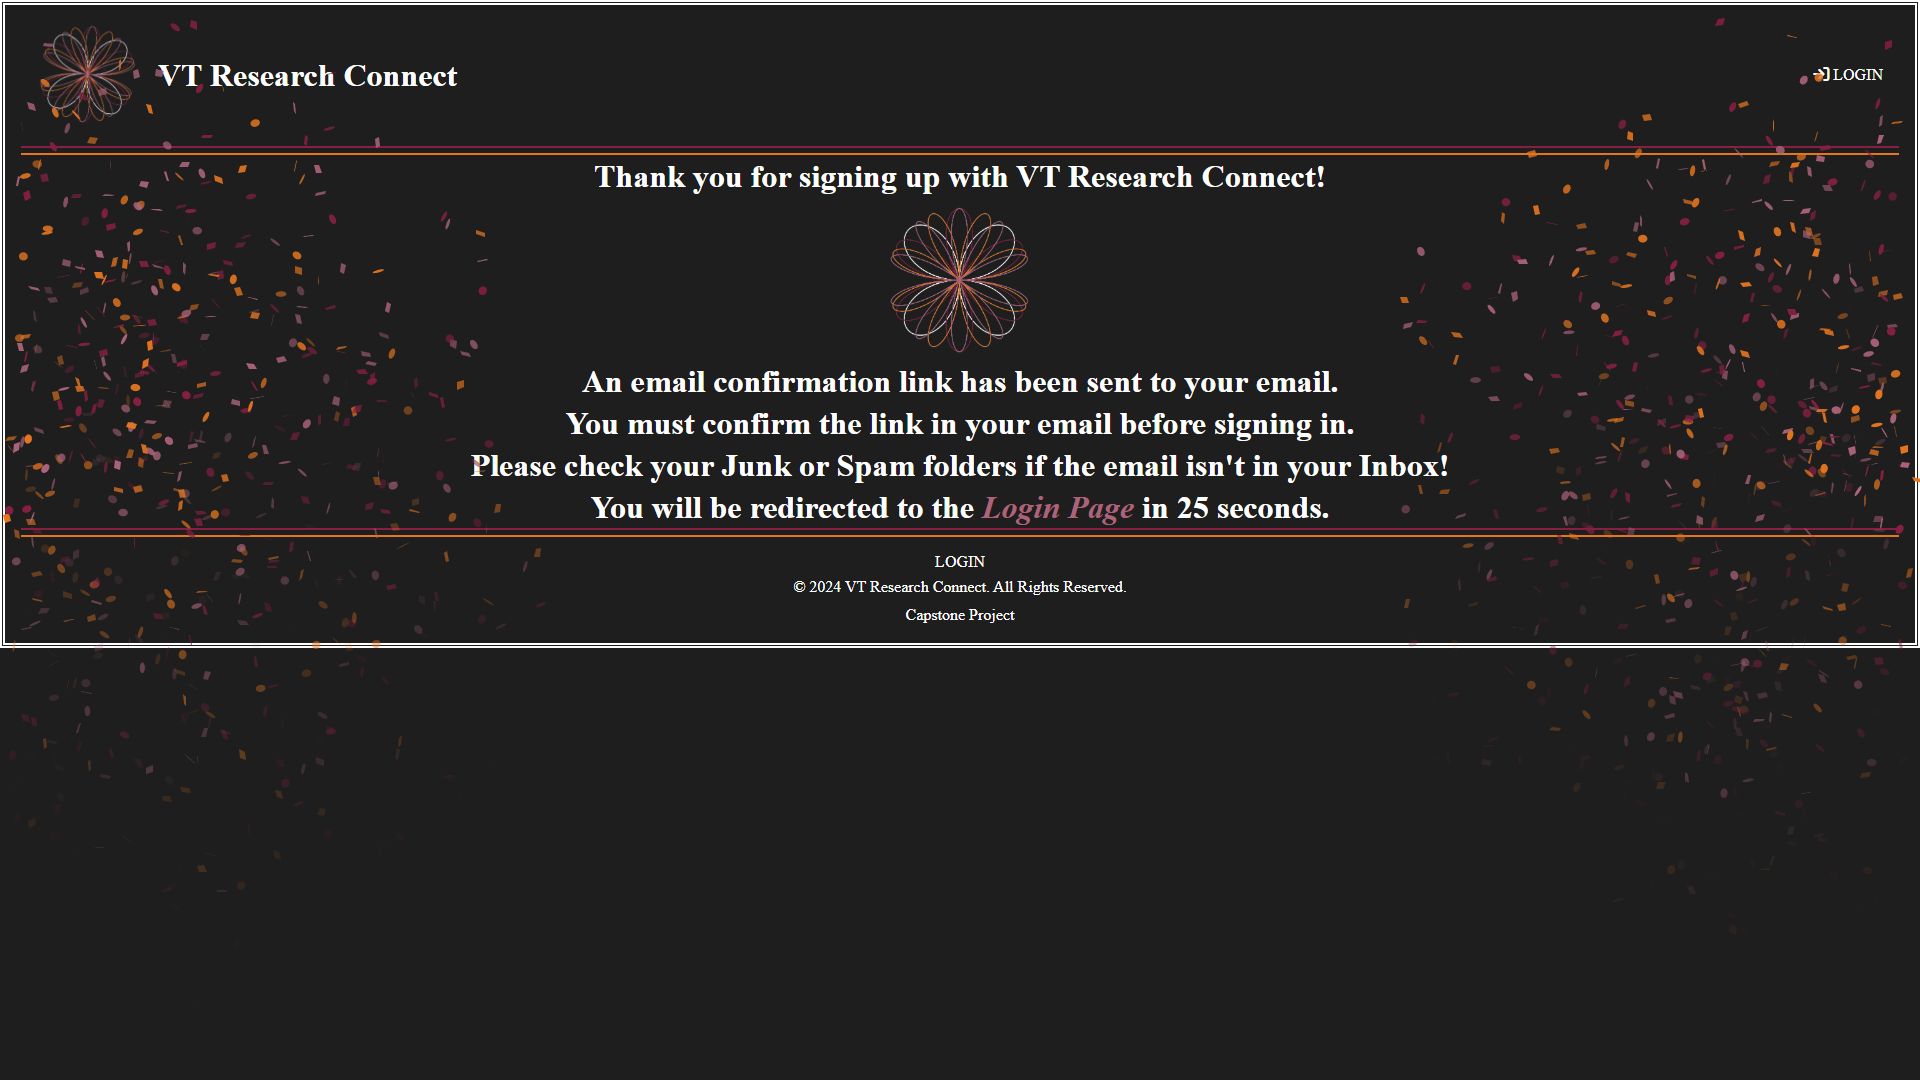 VT Research Connect
LOGIN
Thank you for signing up with VT Research Connect!
An email confirmation link has been sent to your email.
You must confirm the link in your email before signing in.
Please check your Junk or Spam folders if the email isn't in your Inbox!
You will be redirected to the Login Page in 25 seconds.
LOGIN
© 2024 VT Research Connect. All Rights Reserved.
Capstone Project